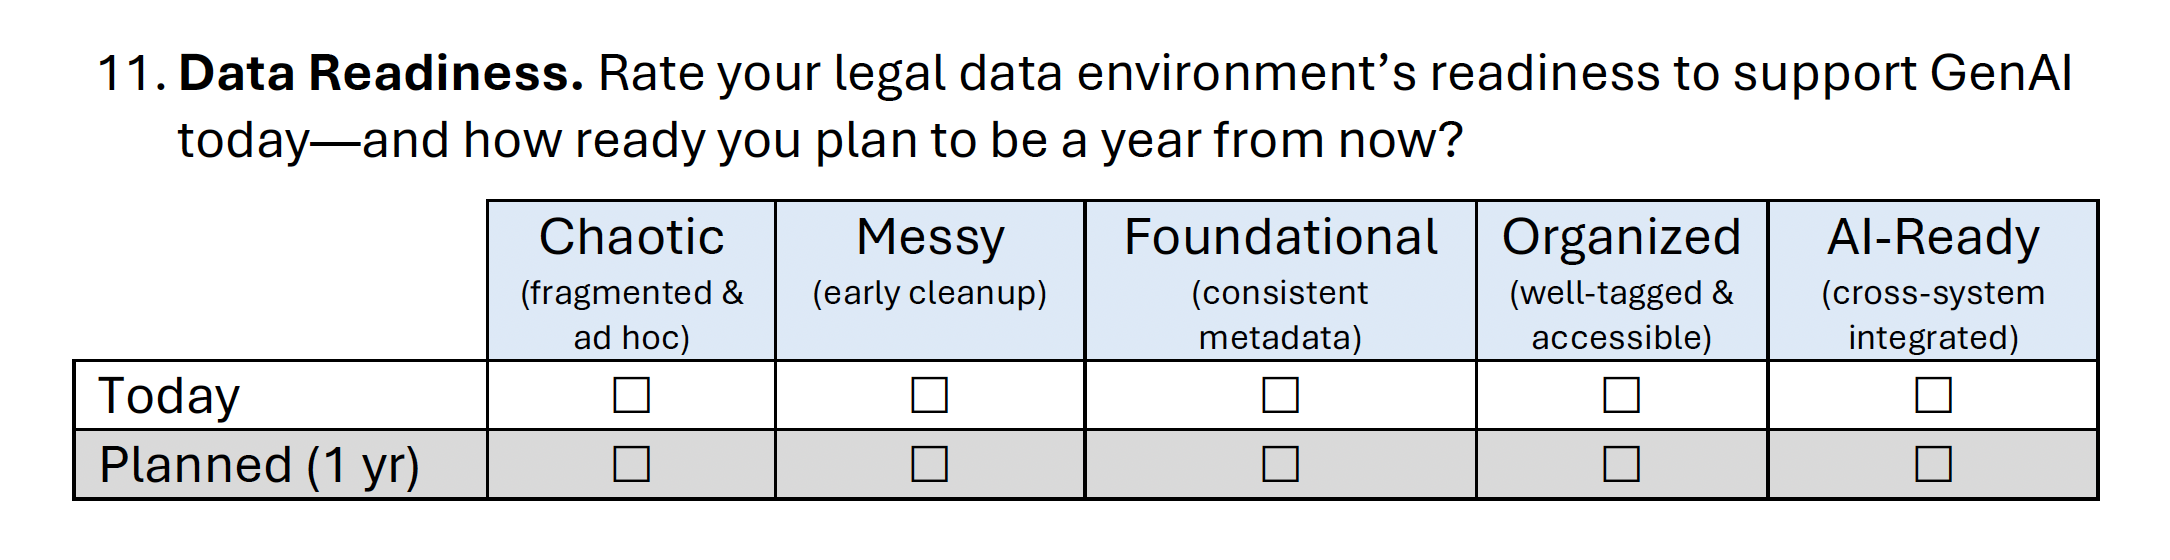 11. Data Readiness. Rate your legal data environment’s readiness to support GenAI
today—and how ready you plan to be a year from now?
Chaotic Messy Foundational Organized AI-Ready
(fragmented & (early cleanup) (consistent (well-tagged & (cross-system
ad hoc) metadata) accessible) integrated)
Today ☐ ☐ ☐ ☐ ☐
Planned (1 yr) ☐ ☐ ☐ ☐ ☐